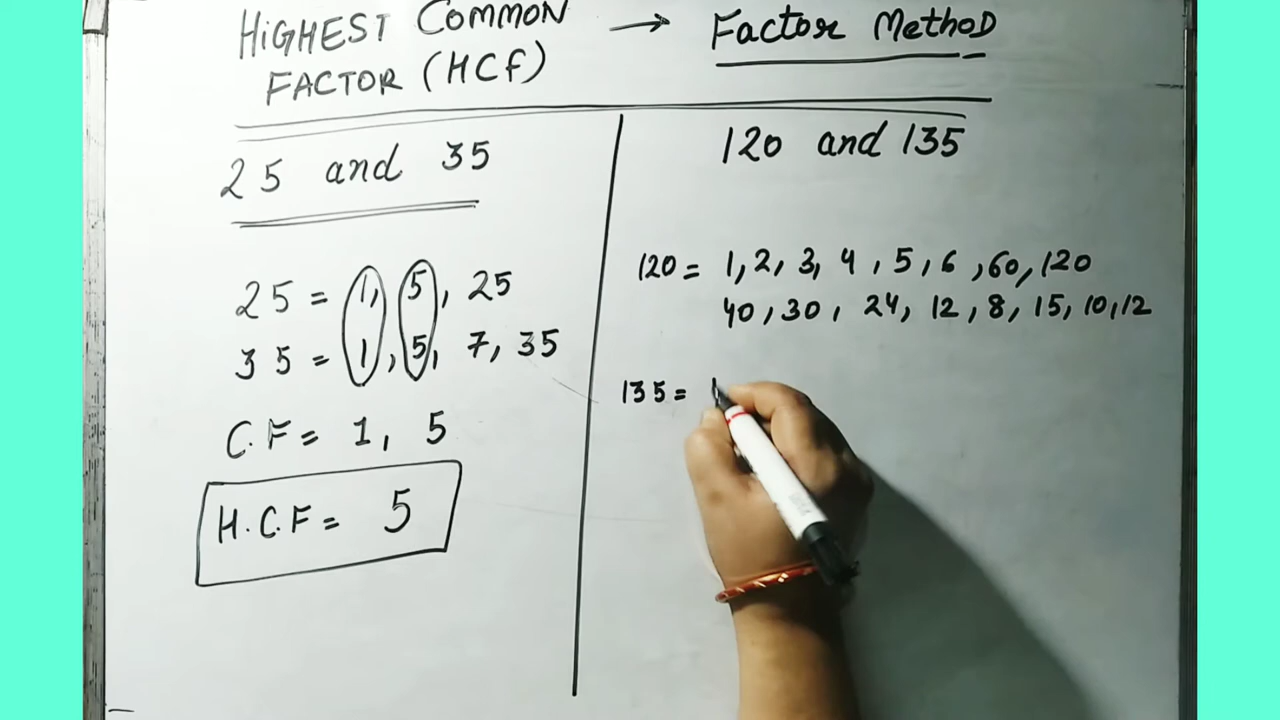 HiGHEST COMMON
FACTOR (HCf)
→ Factor Method
25 and 35
25 = 1, 5, 25
35 = 1, 5, 7, 35
C.F = 1, 5
H.C.F = 5
120 and 135
120 = 1, 2, 3, 4, 5, 6, 60, 120
40, 30, 24, 12, 8, 15, 10, 12
135 = 1